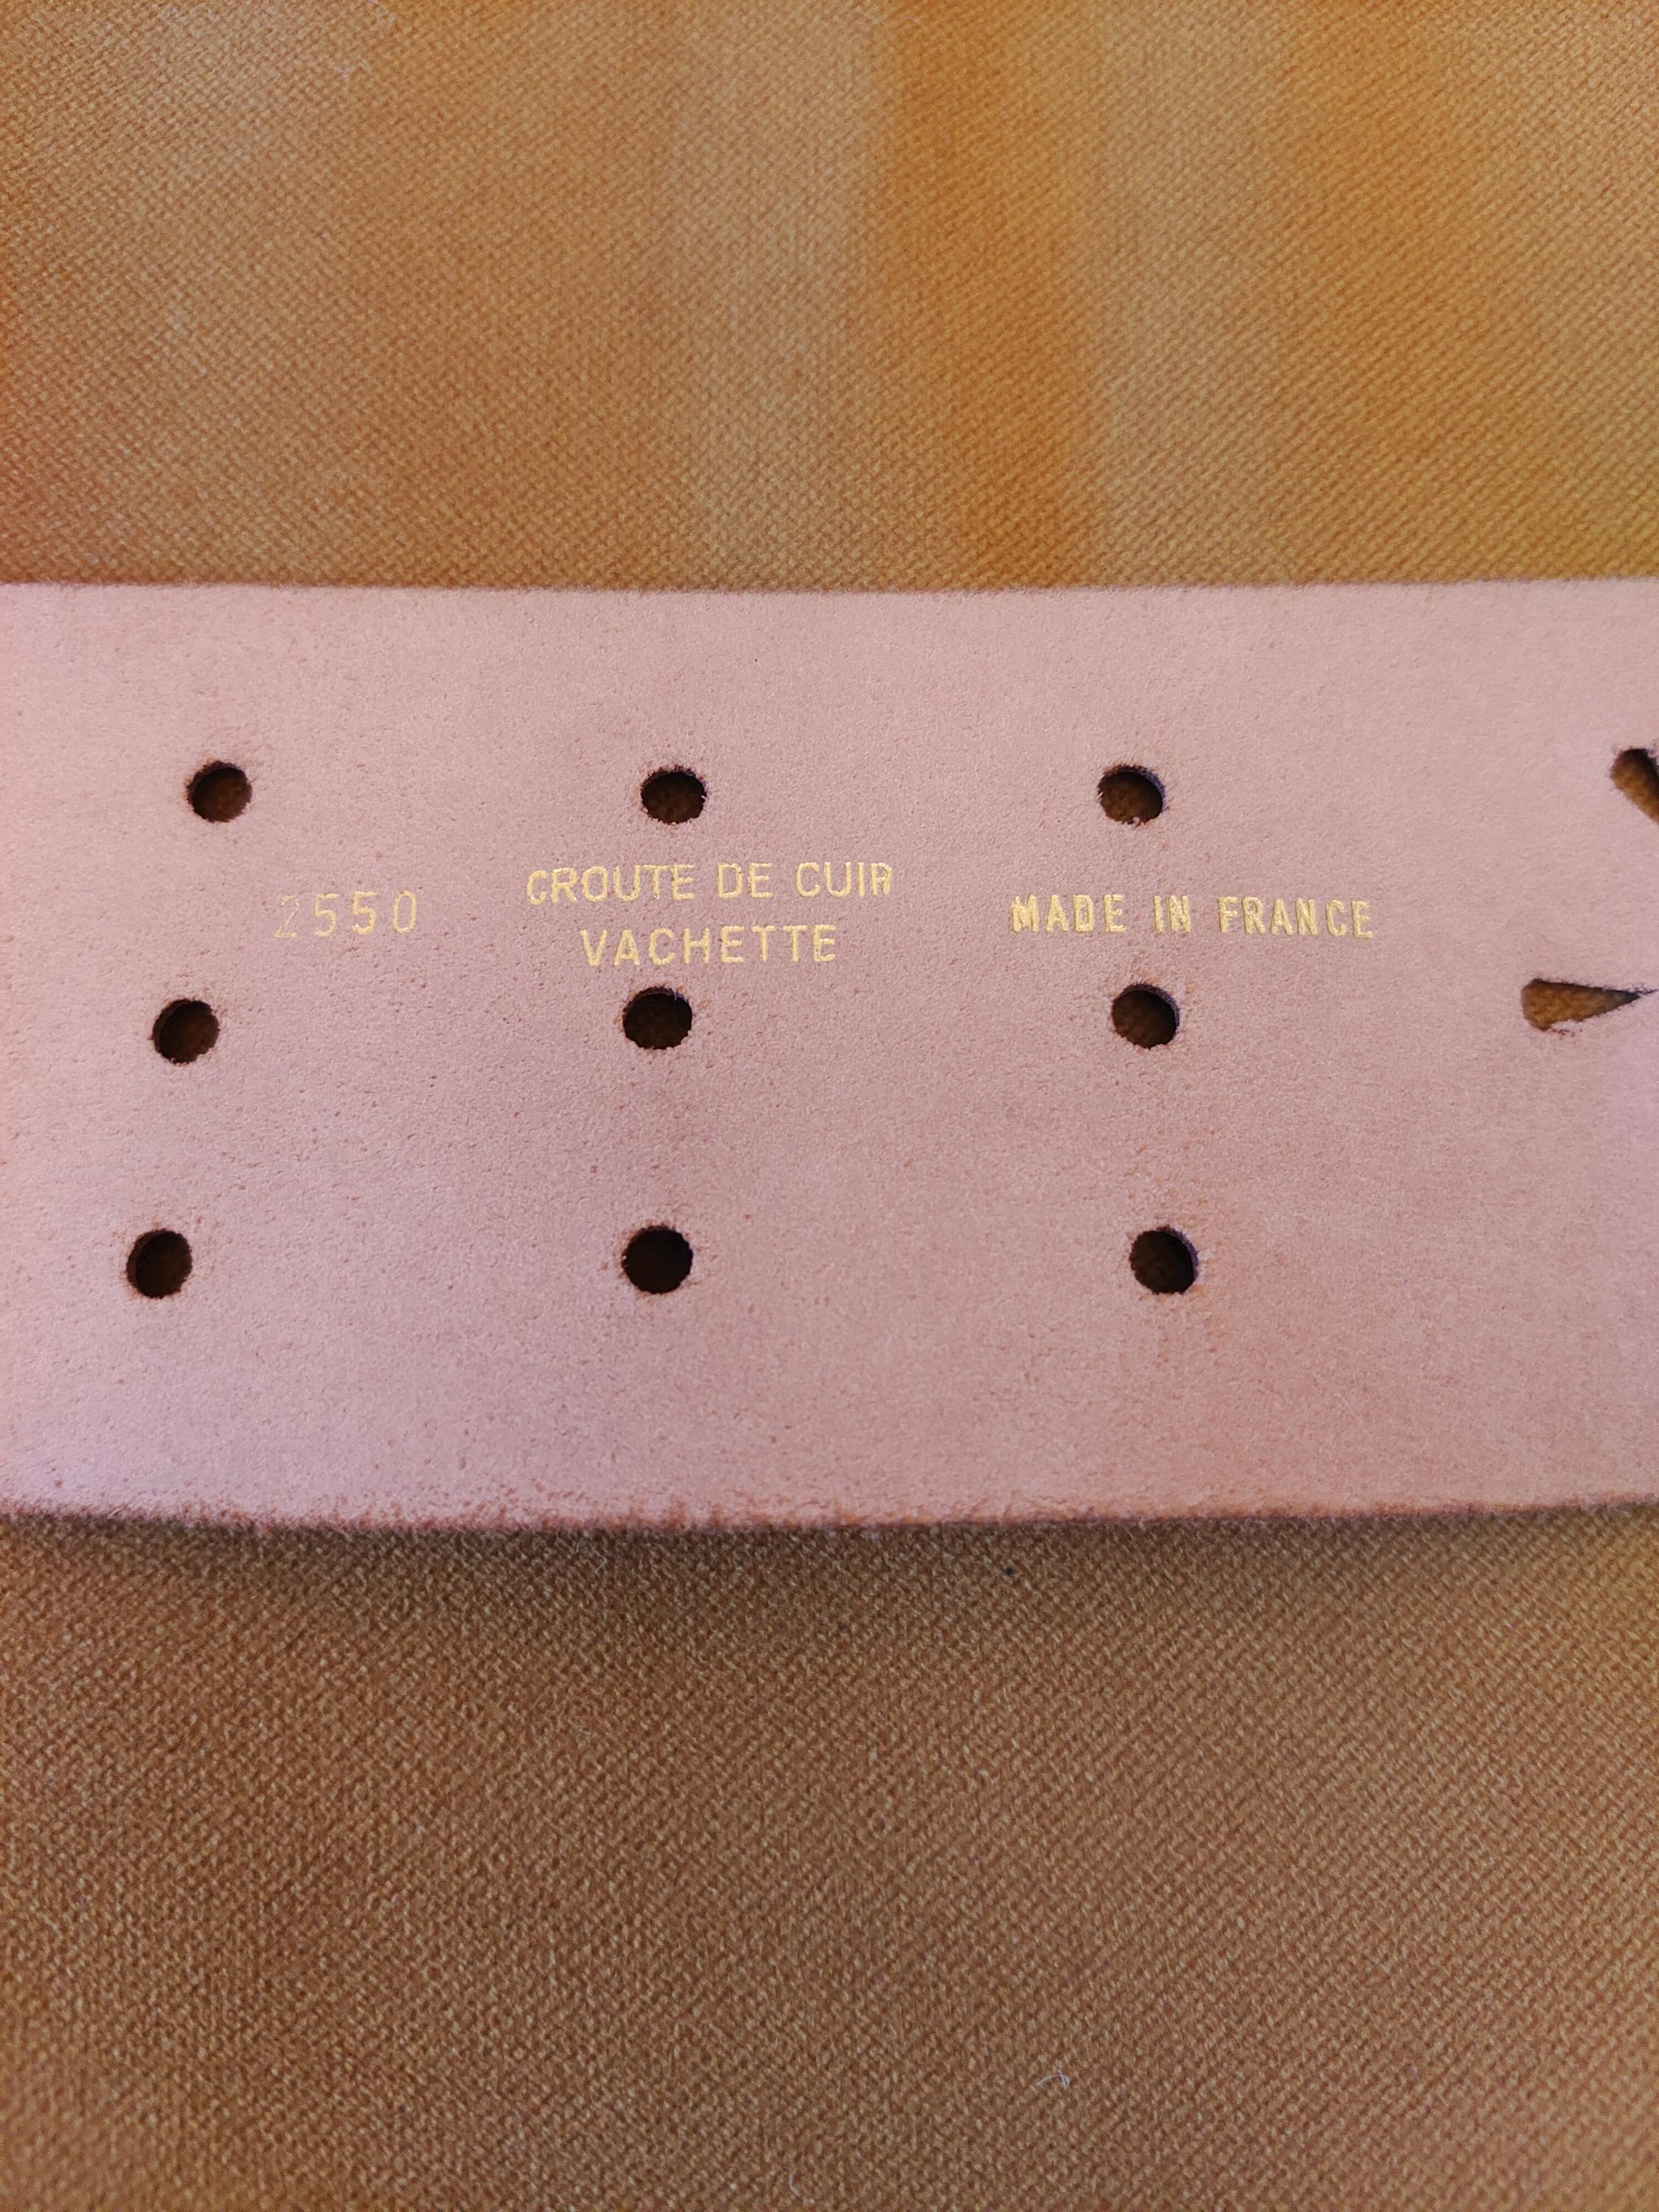 2550
CROUTE DE CUIR
VACHETTE
MADE IN FRANCE